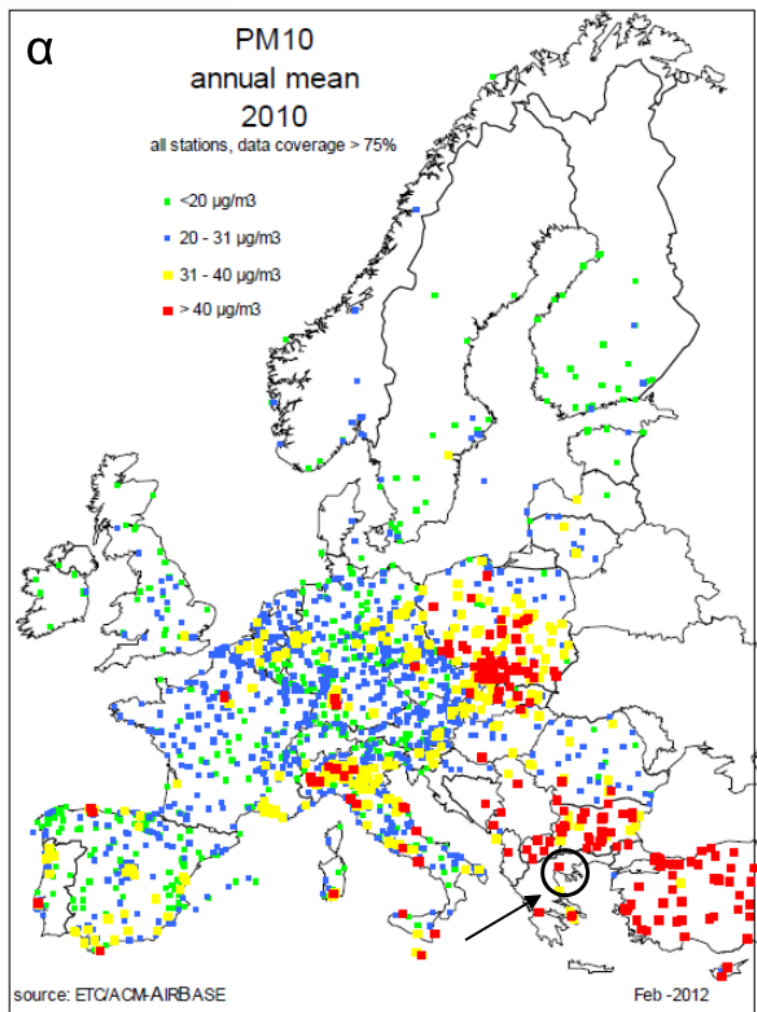 α
PM10
annual mean
2010
all stations, data coverage > 75%
<20 µg/m3
20 - 31 µg/m3
31 - 40 µg/m3
> 40 µg/m3
source: ETC/ACM-AIRBASE
Feb -2012